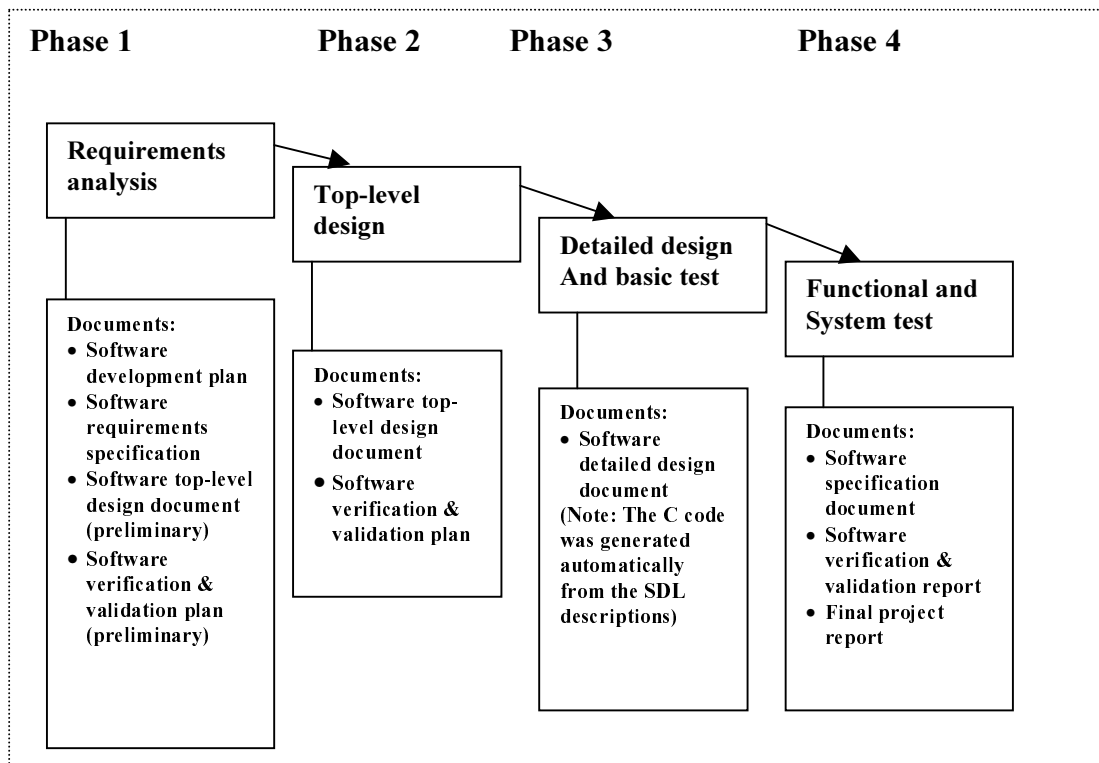 Phase 1 Phase 2 Phase 3 Phase 4
Requirements
analysis
Top-level
design
Detailed design
And basic test
Functional and
System test
Documents:
• Software
development plan
• Software
requirements
specification
• Software top-level
design document
(preliminary)
• Software
verification &
validation plan
(preliminary)
Documents:
• Software top-
level design
document
• Software
verification &
validation plan
Documents:
• Software
detailed design
document
(Note: The C code
was generated
automatically
from the SDL
descriptions)
Documents:
• Software
specification
document
• Software
verification &
validation report
• Final project
report